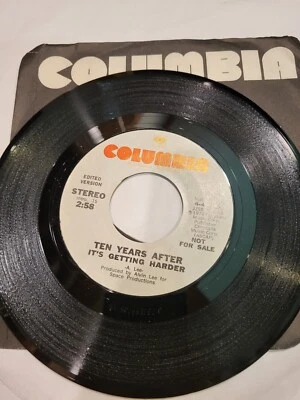 COLUMBIA
COLUMBIA
EDITED
VERSION
STEREO
2:58
NOT
FOR SALE
TEN YEARS AFTER
IT'S GETTING HARDER
-A. Lee-
Produced by Alvin Lee for
Space Productions